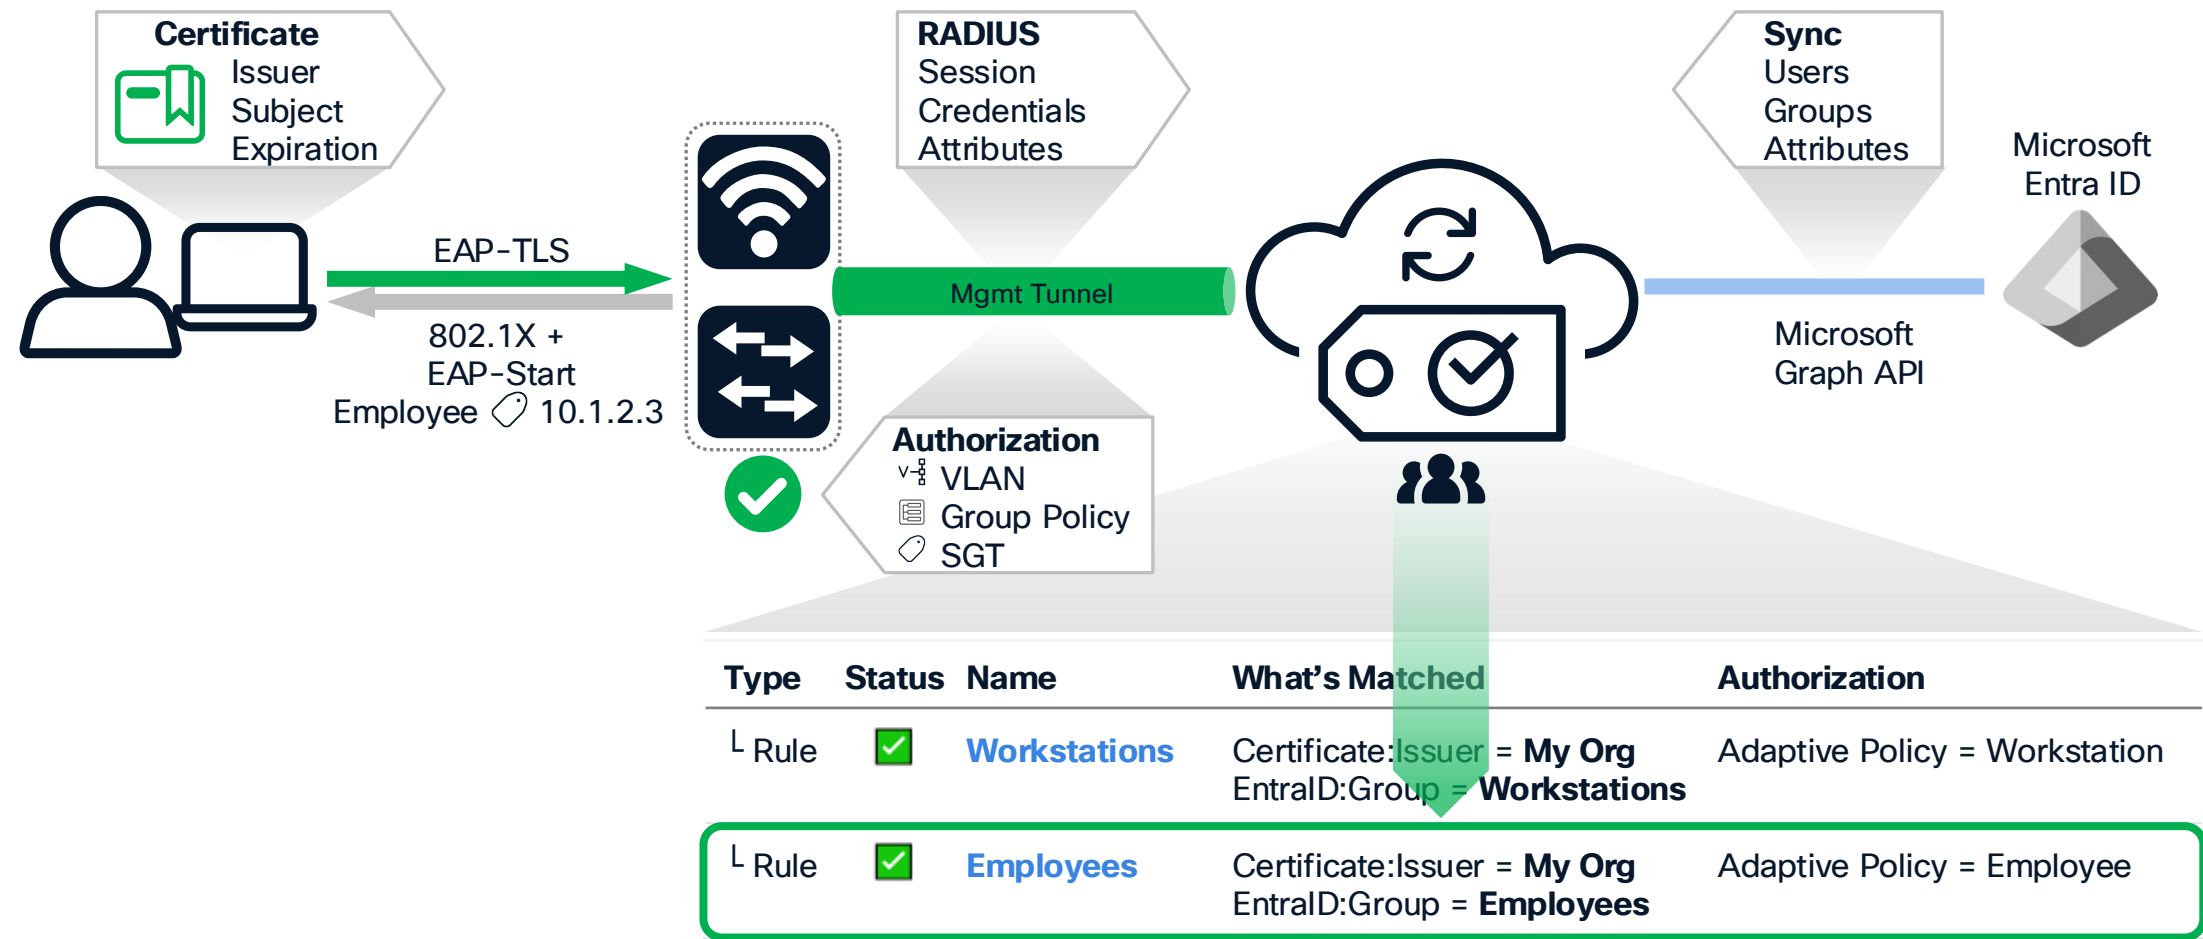 Certificate
Issuer
Subject
Expiration
RADIUS
Session
Credentials
Attributes
Sync
Users
Groups
Attributes
Microsoft
Entra ID
EAP-TLS
802.1X +
EAP-Start
Employee 10.1.2.3
Mgmt Tunnel
Microsoft
Graph API
Authorization
V VLAN
Group Policy
SGT
Type Status Name What's Matched Authorization
Rule Workstations Certificate:Issuer = My Org Adaptive Policy = Workstation
EntraID:Group = Workstations
Rule Employees Certificate:Issuer = My Org Adaptive Policy = Employee
EntraID:Group = Employees